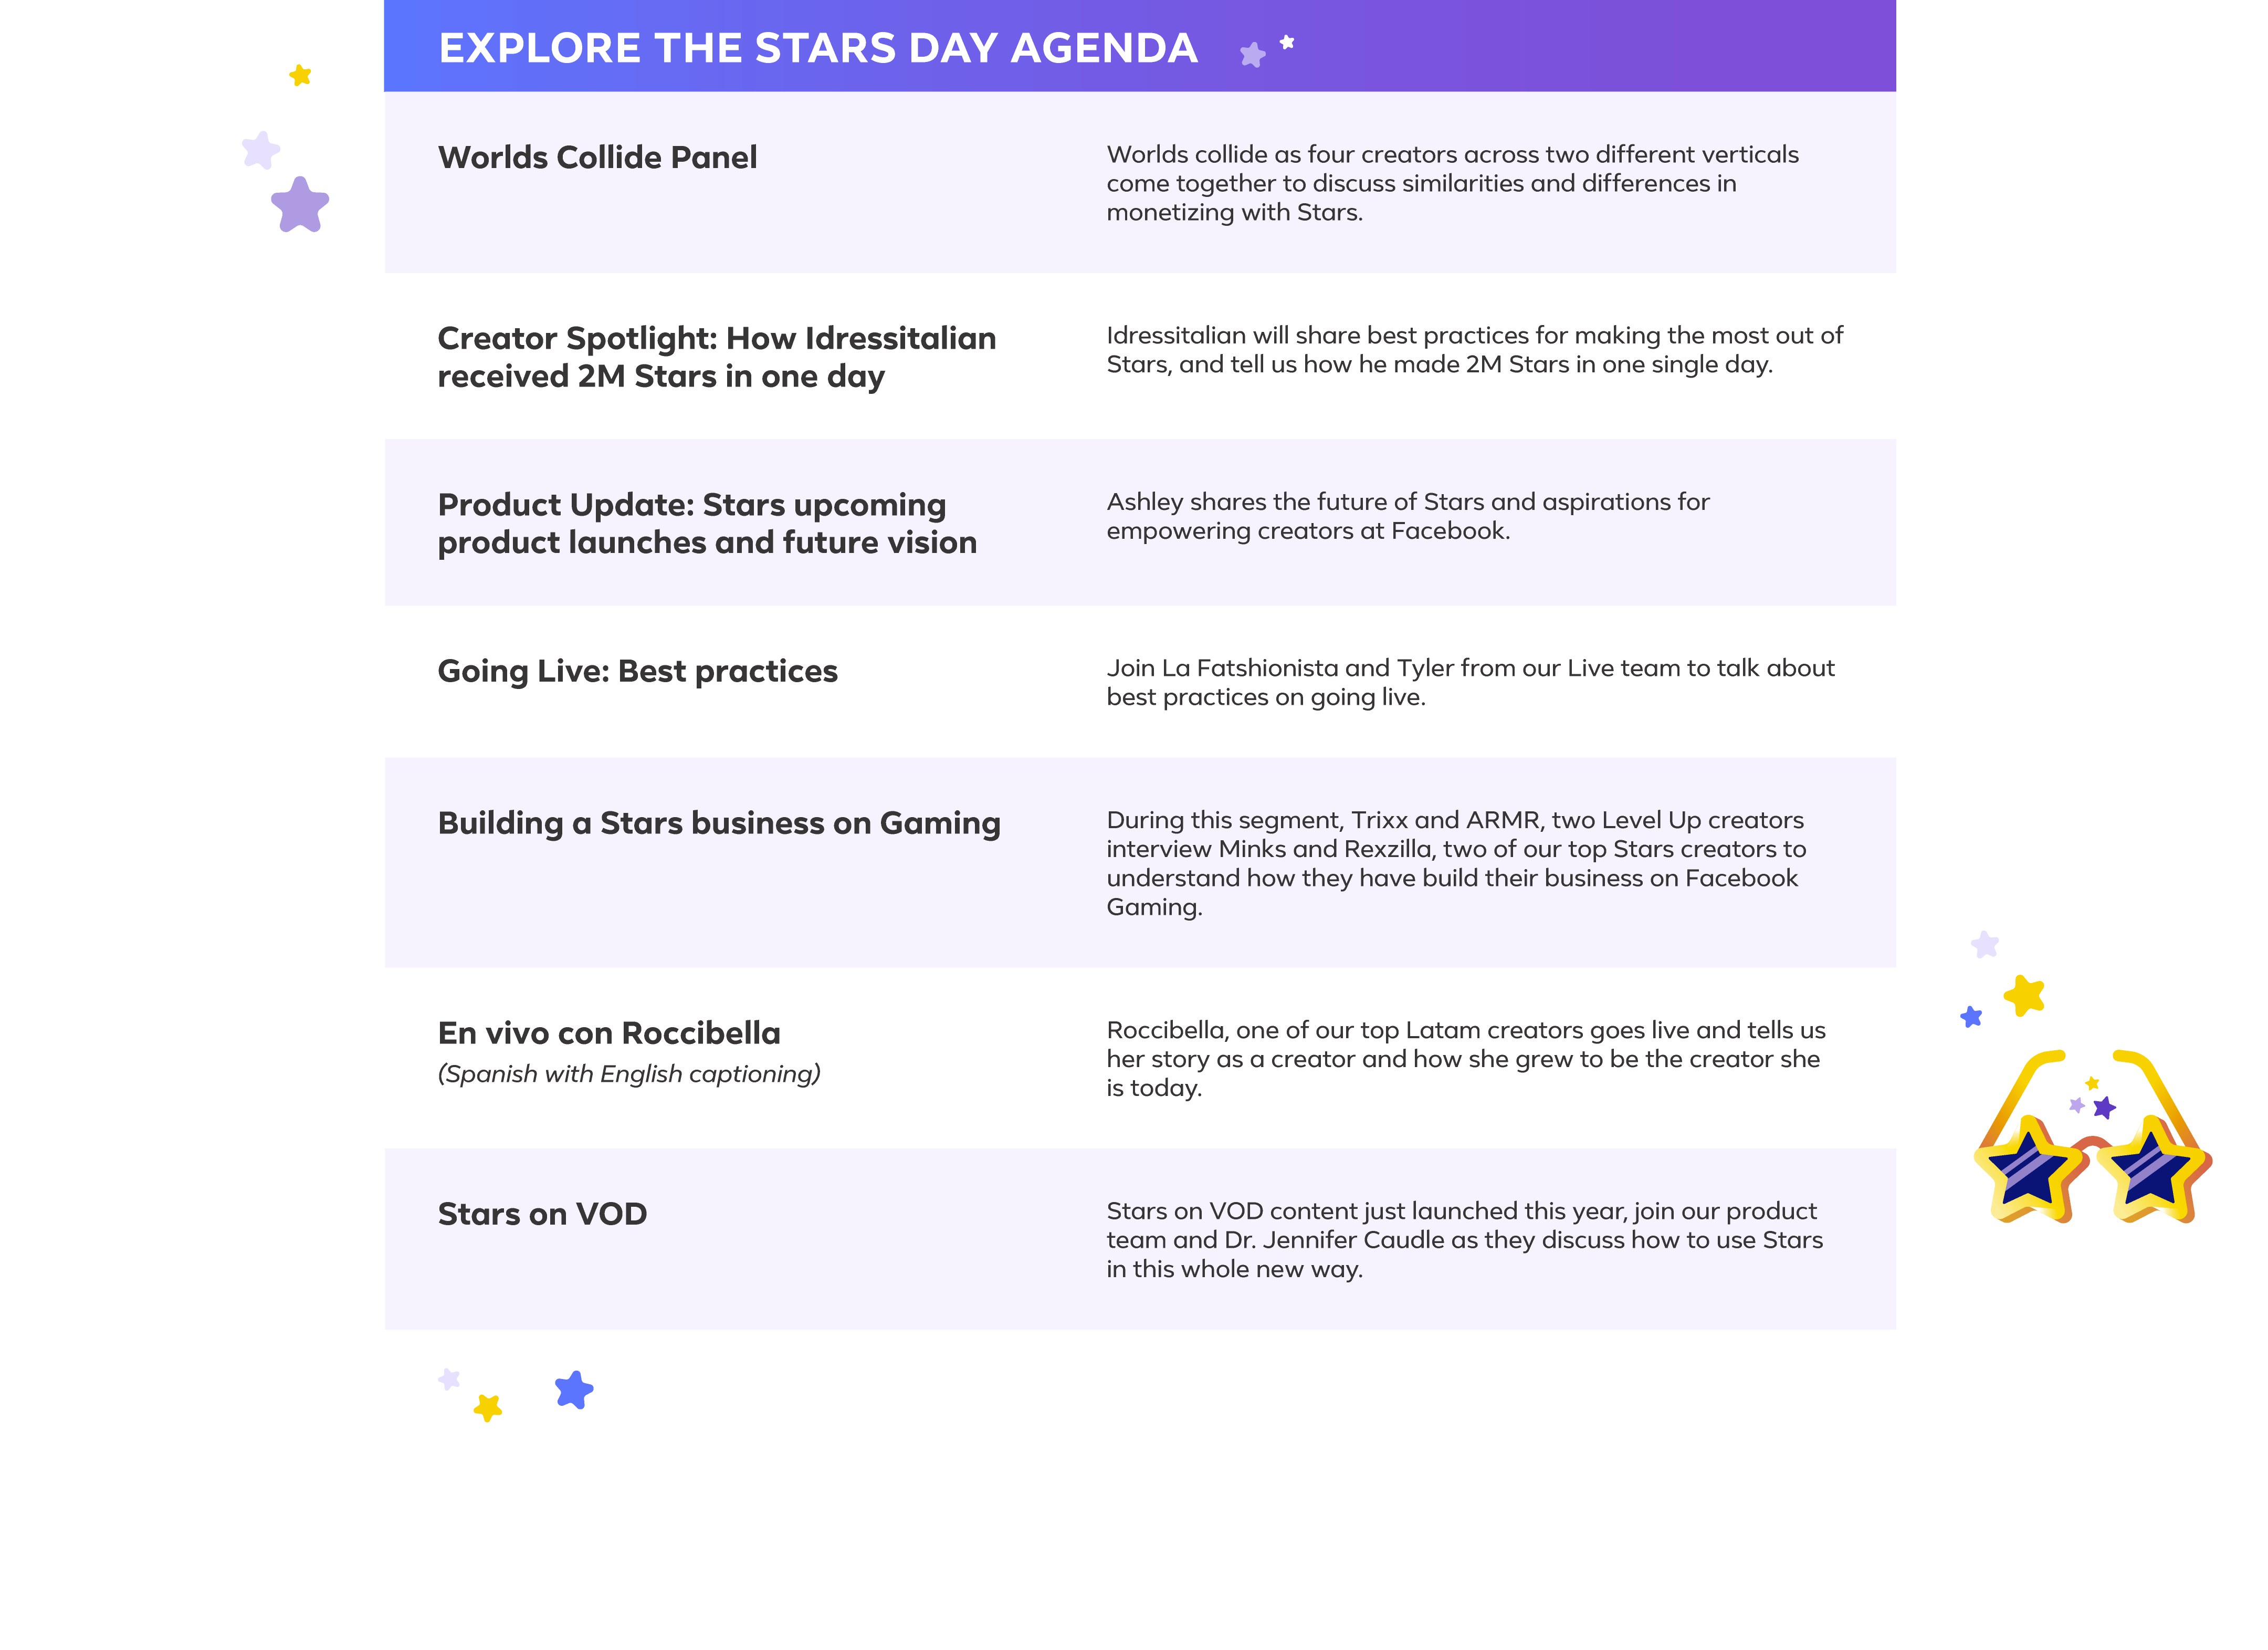 EXPLORE THE STARS DAY AGENDA
Worlds Collide Panel
Worlds collide as four creators across two different verticals
come together to discuss similarities and differences in
monetizing with Stars.
Creator Spotlight: How Idressitalian
received 2M Stars in one day
Idressitalian will share best practices for making the most out of
Stars, and tell us how he made 2M Stars in one single day.
Product Update: Stars upcoming
product launches and future vision
Ashley shares the future of Stars and aspirations for
empowering creators at Facebook.
Going Live: Best practices
Join La Fatshionista and Tyler from our Live team to talk about
best practices on going live.
Building a Stars business on Gaming
During this segment, Trixx and ARMR, two Level Up creators
interview Minks and Rexzilla, two of our top Stars creators to
understand how they have build their business on Facebook
Gaming.
En vivo con Roccibella
(Spanish with English captioning)
Roccibella, one of our top Latam creators goes live and tells us
her story as a creator and how she grew to be the creator she
is today.
Stars on VOD
Stars on VOD content just launched this year, join our product
team and Dr. Jennifer Caudle as they discuss how to use Stars
in this whole new way.